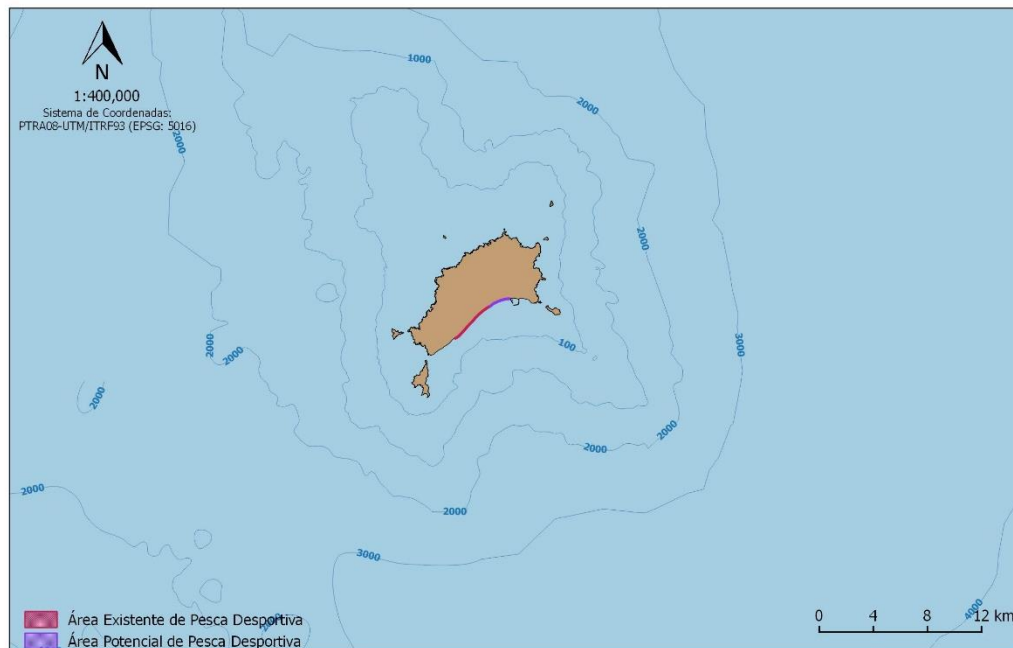 N
1:400,000
Sistema de Coordenadas:
PTRA08-UTM/ITRF93 (EPSG: 5016)
1000
2000
2000
2000
3000
100
2000
2000
2000
2000
2000
2000
2000
3000
4000
2000
Área Existente de Pesca Desportiva
Área Potencial de Pesca Desportiva
0 4 8 12 km